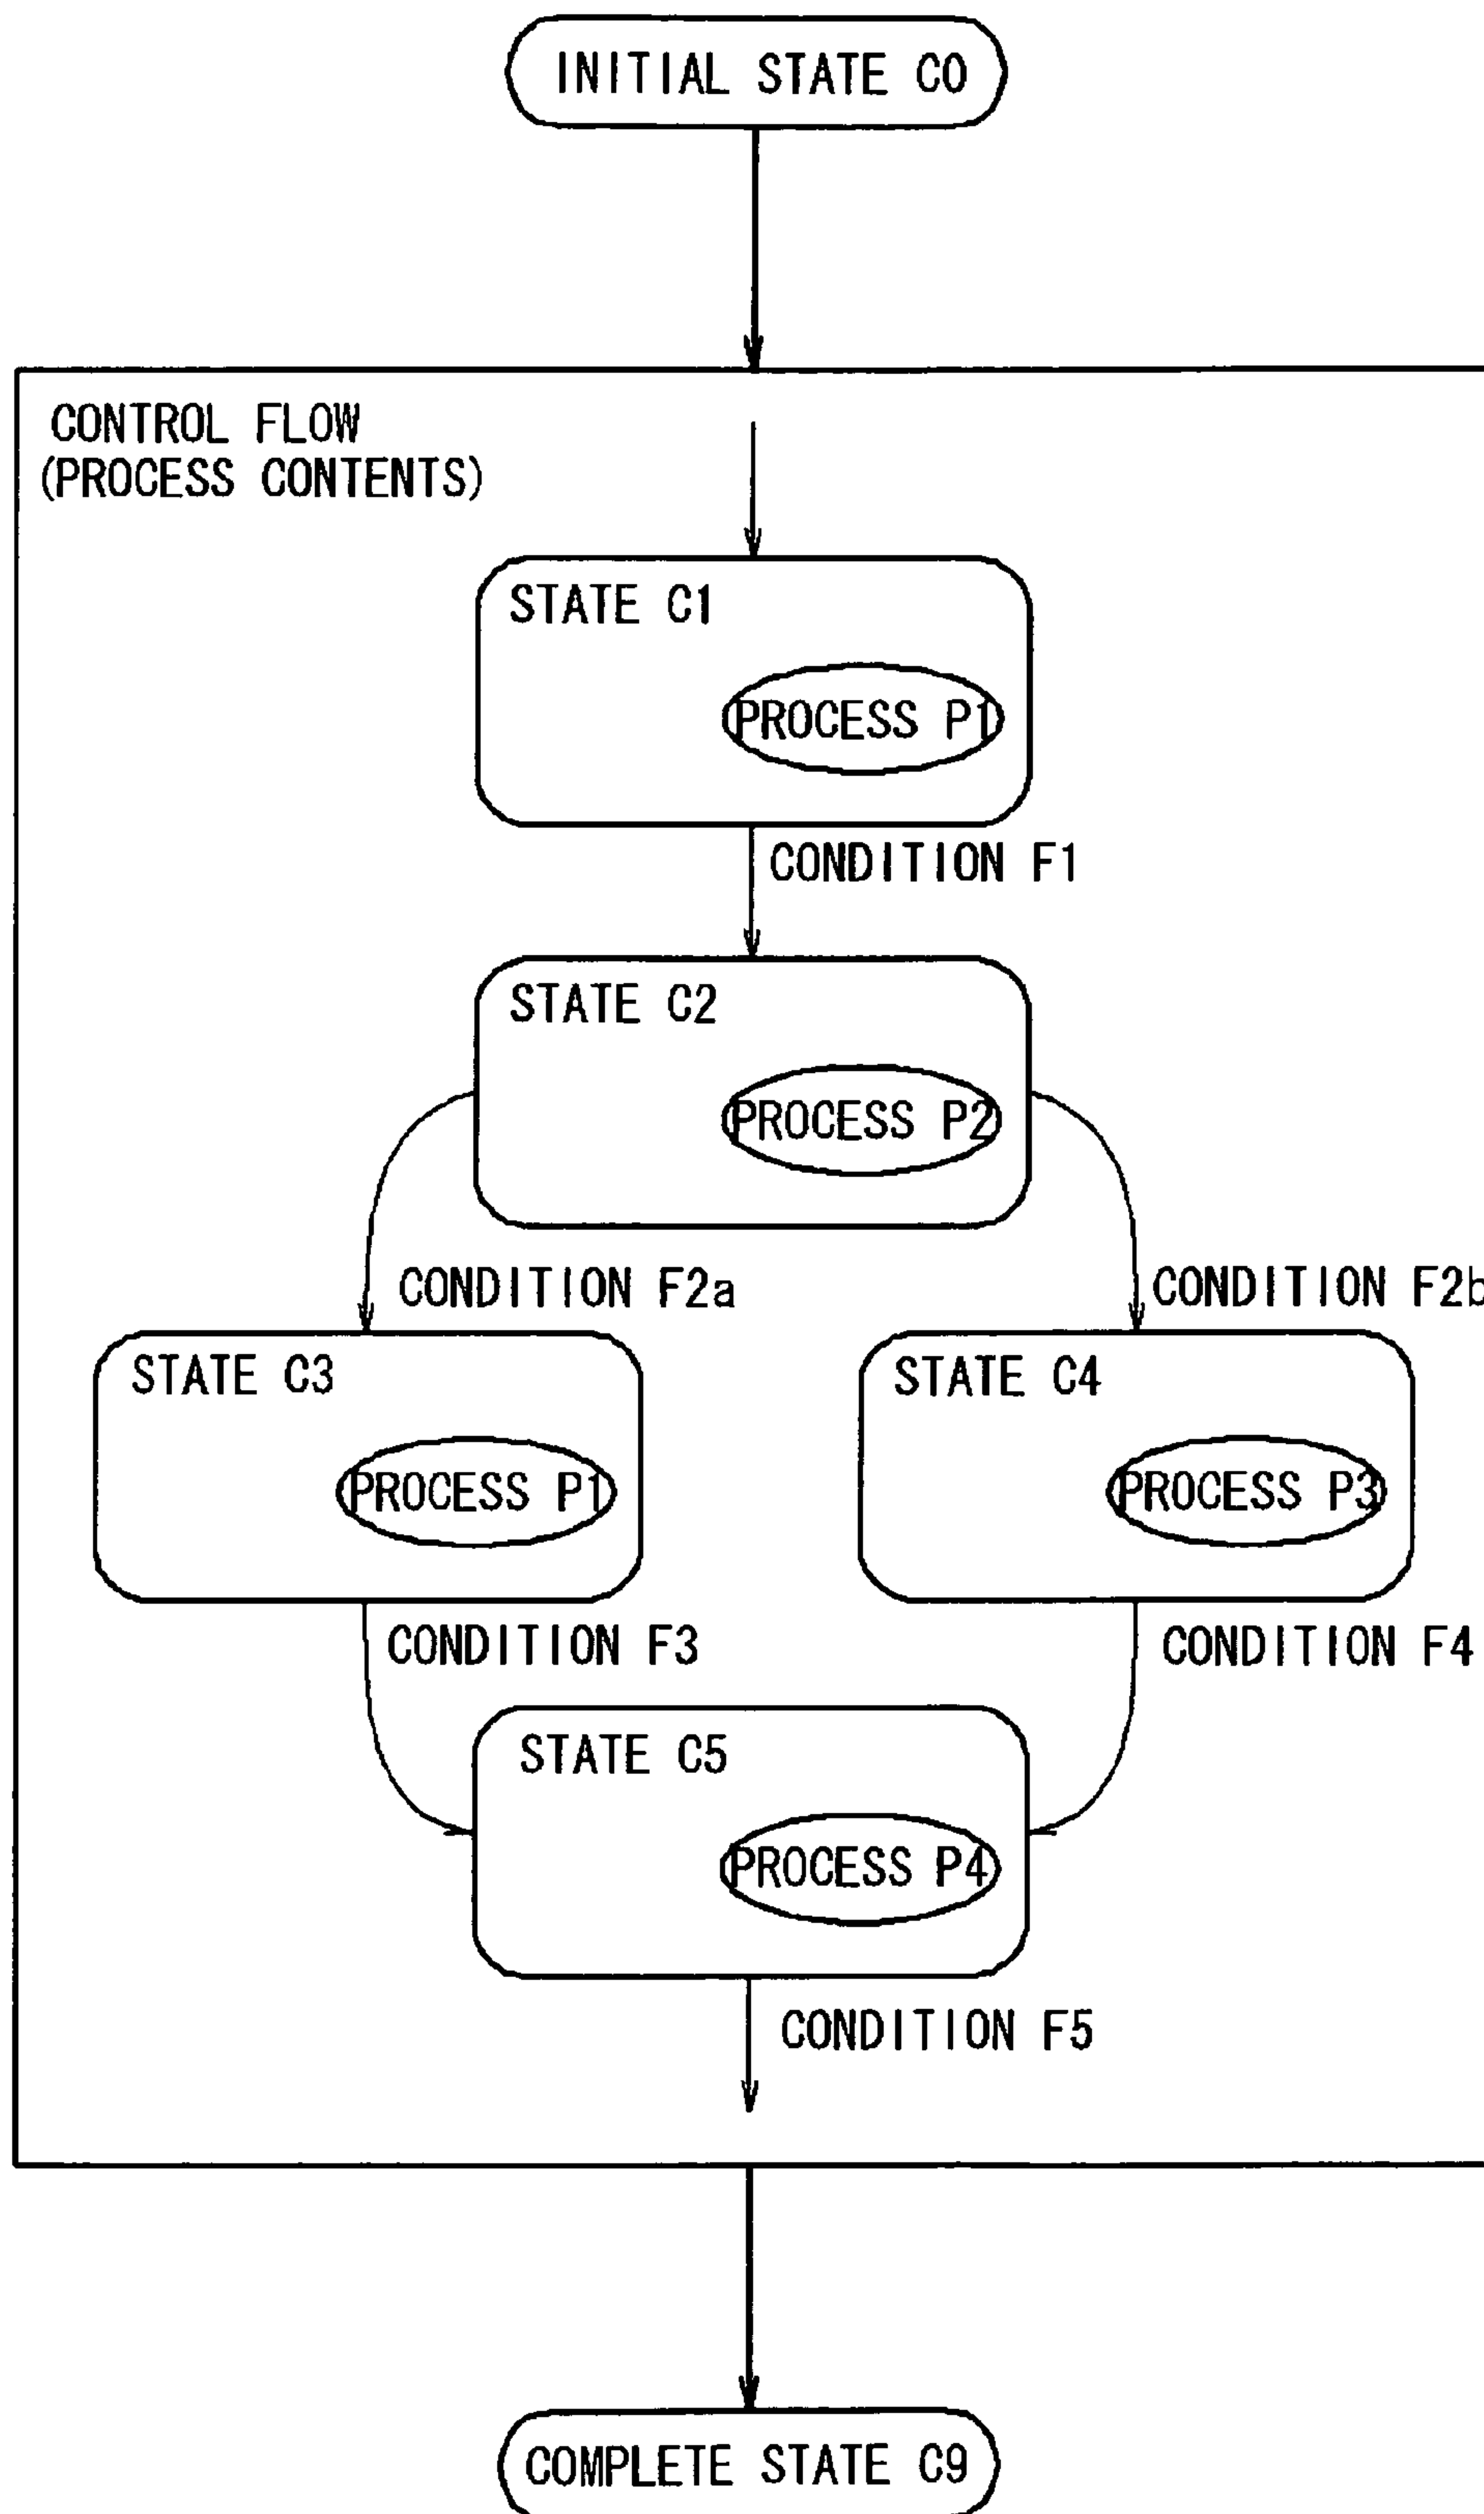 INITIAL STATE C0
CONTROL FLOW
(PROCESS CONTENTS)
STATE C1
PROCESS P1
CONDITION F1
STATE C2
PROCESS P2
CONDITION F2a
CONDITION F2b
STATE C3
STATE C4
PROCESS P1
PROCESS P3
CONDITION F3
CONDITION F4
STATE C5
PROCESS P4
CONDITION F5
COMPLETE STATE C9